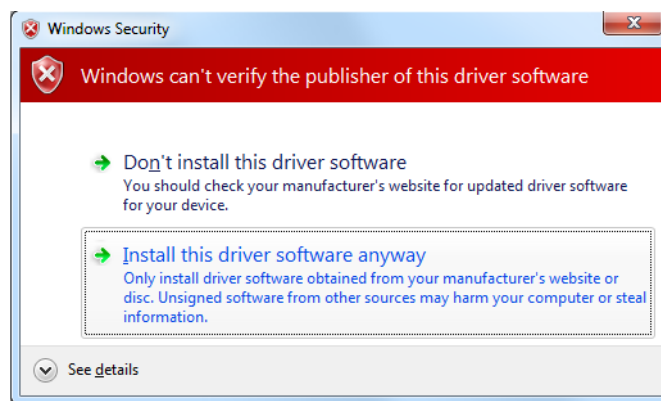 Windows Security
Windows can't verify the publisher of this driver software
Don't install this driver software
You should check your manufacturer's website for updated driver software
for your device.
Install this driver software anyway
Only install driver software obtained from your manufacturer's website or
disc. Unsigned software from other sources may harm your computer or steal
information.
See details